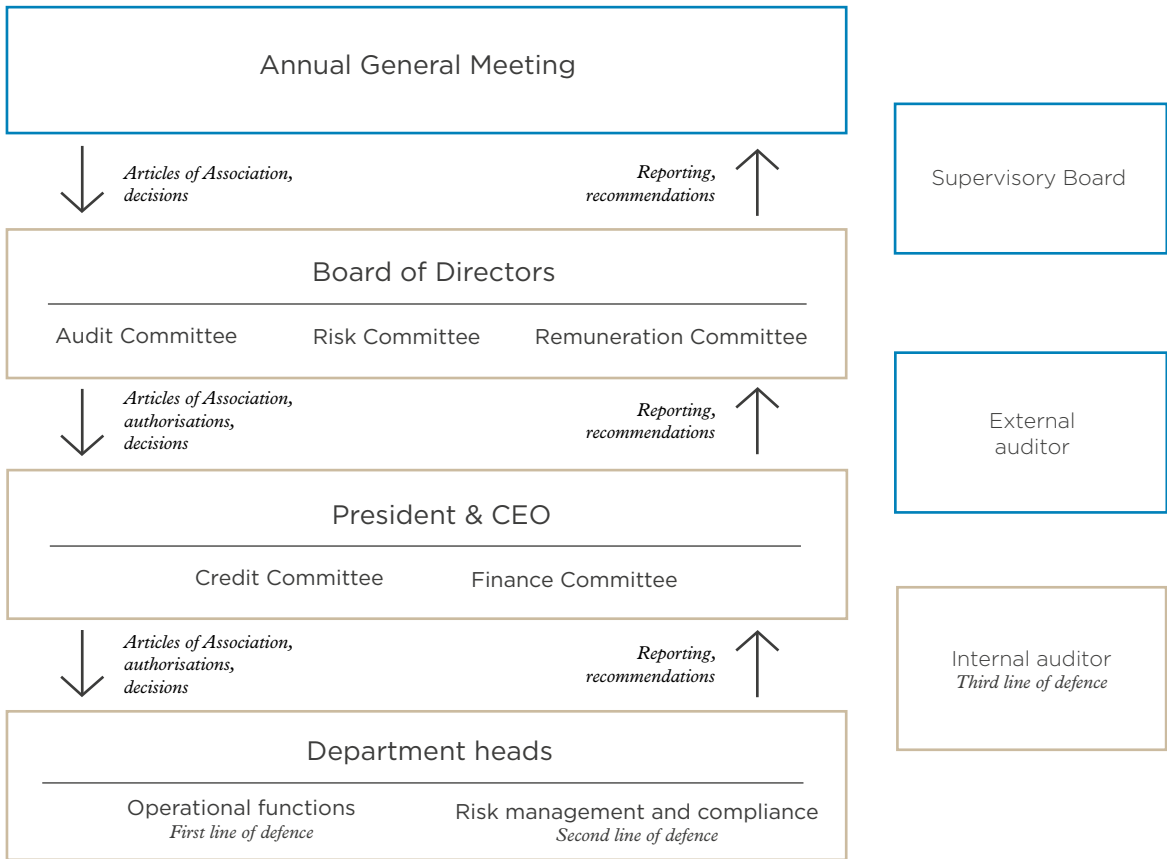 Annual General Meeting
Articles of Association,
decisions
Reporting,
recommendations
Board of Directors
Audit Committee
Risk Committee
Remuneration Committee
Articles of Association,
authorisations,
decisions
Reporting,
recommendations
President & CEO
Credit Committee
Finance Committee
Articles of Association,
authorisations,
decisions
Reporting,
recommendations
Department heads
Operational functions
First line of defence
Risk management and compliance
Second line of defence
Supervisory Board
External
auditor
Internal auditor
Third line of defence